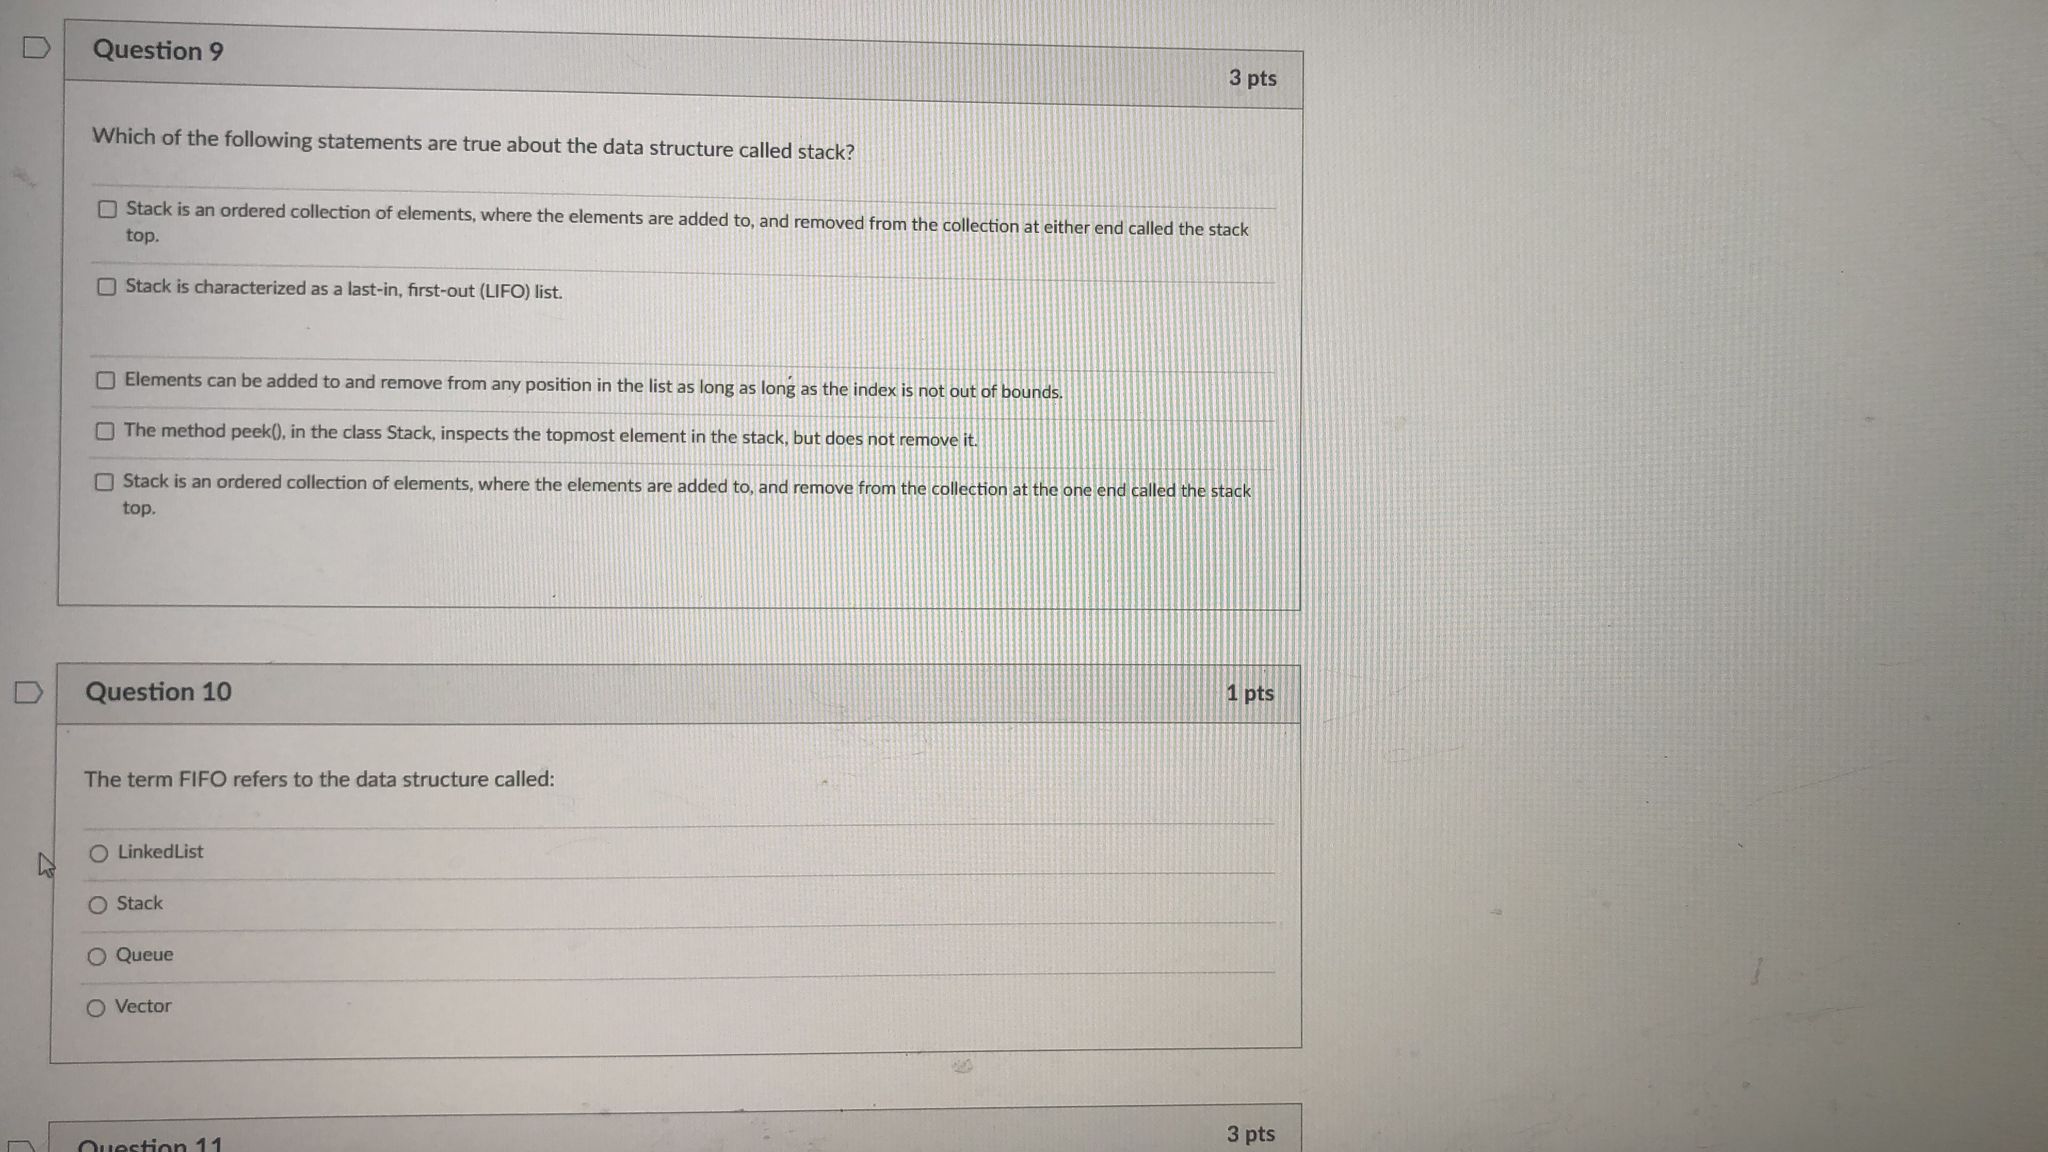 Question 9
3 pts
Which of the following statements are true about the data structure called stack?
Stack is an ordered collection of elements, where the elements are added to, and removed from the collection at either end called the stack
top.
Stack is characterized as a last-in, first-out (LIFO) list.
Elements can be added to and remove from any position in the list as long as long as the index is not out of bounds.
The method peek(), in the class Stack, inspects the topmost element in the stack, but does not remove it.
Stack is an ordered collection of elements, where the elements are added to, and remove from the collection at the one end called the stack
top.
Question 10
1 pts
The term FIFO refers to the data structure called:
LinkedList
Stack
Queue
Vector
Question 11
3 pts